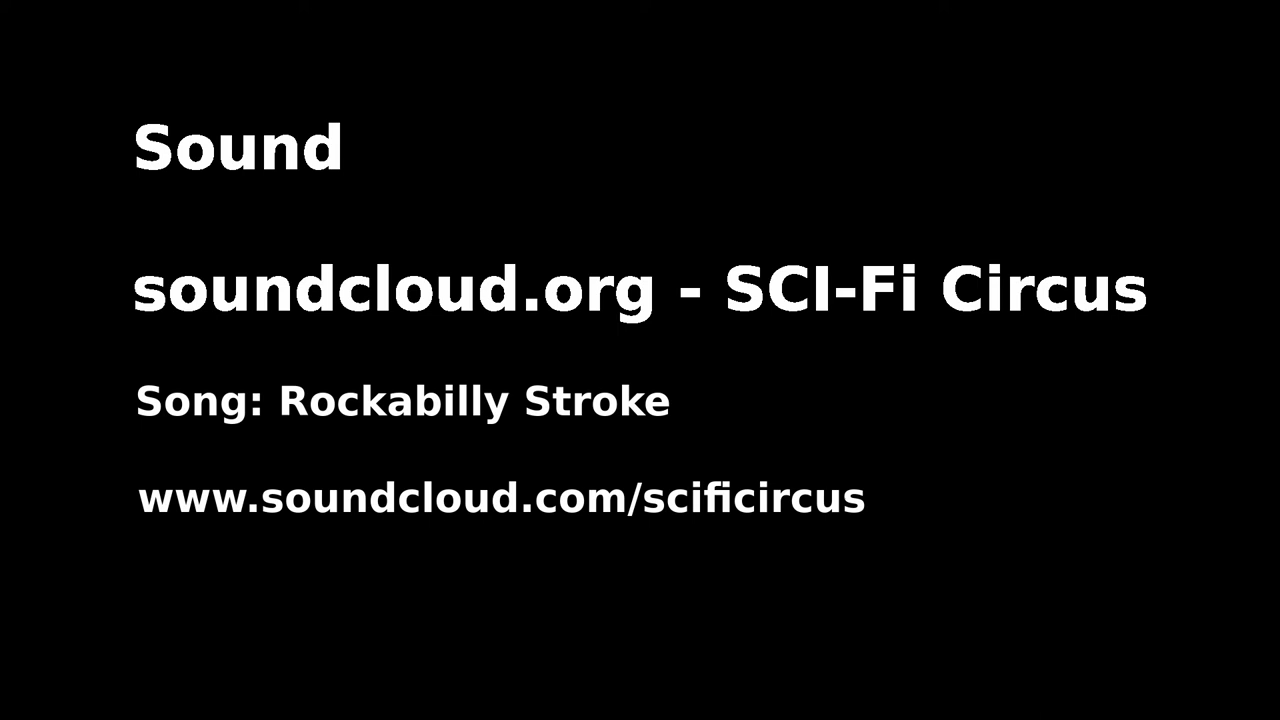 Sound
soundcloud.org - SCI-Fi Circus
Song: Rockabilly Stroke
www.soundcloud.com/scificircus